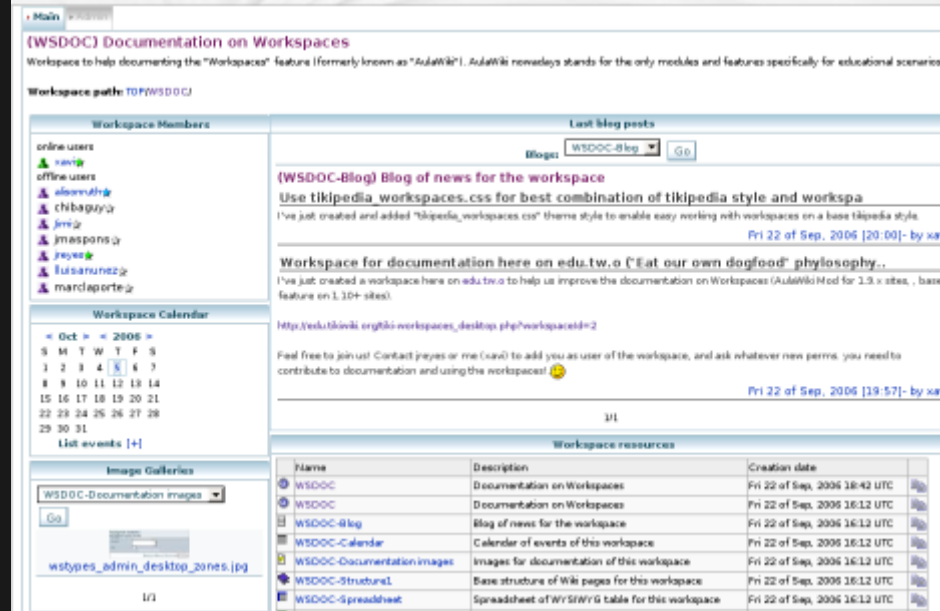 Main Admin
(WSDOC) Documentation on Workspaces
Workspace to help documenting the "Workspaces" feature (formerly known as "AulaWiki"). AulaWiki nowadays stands for the only modules and features specifically for educational scenarios
Workspace path: TOP/WSDOC/
Workspace Members
online users
xavi
offline users
alisonruth
chibaguy
jimi
jmaspons
jreyes
lluisanunez
marclaporte
Workspace Calendar
« Oct » « 2006 »
S M T W T F S
1 2 3 4 5 6 7
8 9 10 11 12 13 14
15 16 17 18 19 20 21
22 23 24 25 26 27 28
29 30 31
List events [+]
Image Galleries
WSDOC-Documentation images
Go
wstypes_admin_desktop_zones.jpg
1/1
Last blog posts
Blogs: WSDOC-Blog Go
(WSDOC-Blog) Blog of news for the workspace
Use tikipedia_workspaces.css for best combination of tikipedia style and workspa
I've just created and added "tikipedia_workspaces.css" theme style to enable easy working with workspaces on a base tikipedia style.
Fri 22 of Sep, 2006 [20:00]- by xa
Workspace for documentation here on edu.tw.o ("Eat our own dogfood" phylosophy..
I've just created a workspace here on edu.tw.o to help us improve the documentation on Workspaces (AulaWiki Mod for 1.9.x sites, , base
feature on 1.10+ sites).
http://edu.tikiwiki.org/tiki-workspaces_desktop.php?workspaceId=2
Feel free to join us! Contact jreyes or me (xavi) to add you as user of the workspace, and ask whatever new perms. you need to
contribute to documentation and using the workspaces!
Fri 22 of Sep, 2006 [19:57]- by xa
1/1
Workspace resources
Name Description Creation date
WSDOC Documentation on Workspaces Fri 22 of Sep, 2006 18:42 UTC
WSDOC Documentation on Workspaces Fri 22 of Sep, 2006 16:12 UTC
WSDOC-Blog Blog of news for the workspace Fri 22 of Sep, 2006 16:12 UTC
WSDOC-Calendar Calendar of events of this workspace Fri 22 of Sep, 2006 16:12 UTC
WSDOC-Documentation images Images for documentation of this workspace Fri 22 of Sep, 2006 16:12 UTC
WSDOC-Structure1 Base structure of Wiki pages for this workspace Fri 22 of Sep, 2006 16:12 UTC
WSDOC-Spreadsheet Spreadsheet of WYSIWYG table for this workspace Fri 22 of Sep, 2006 16:12 UTC